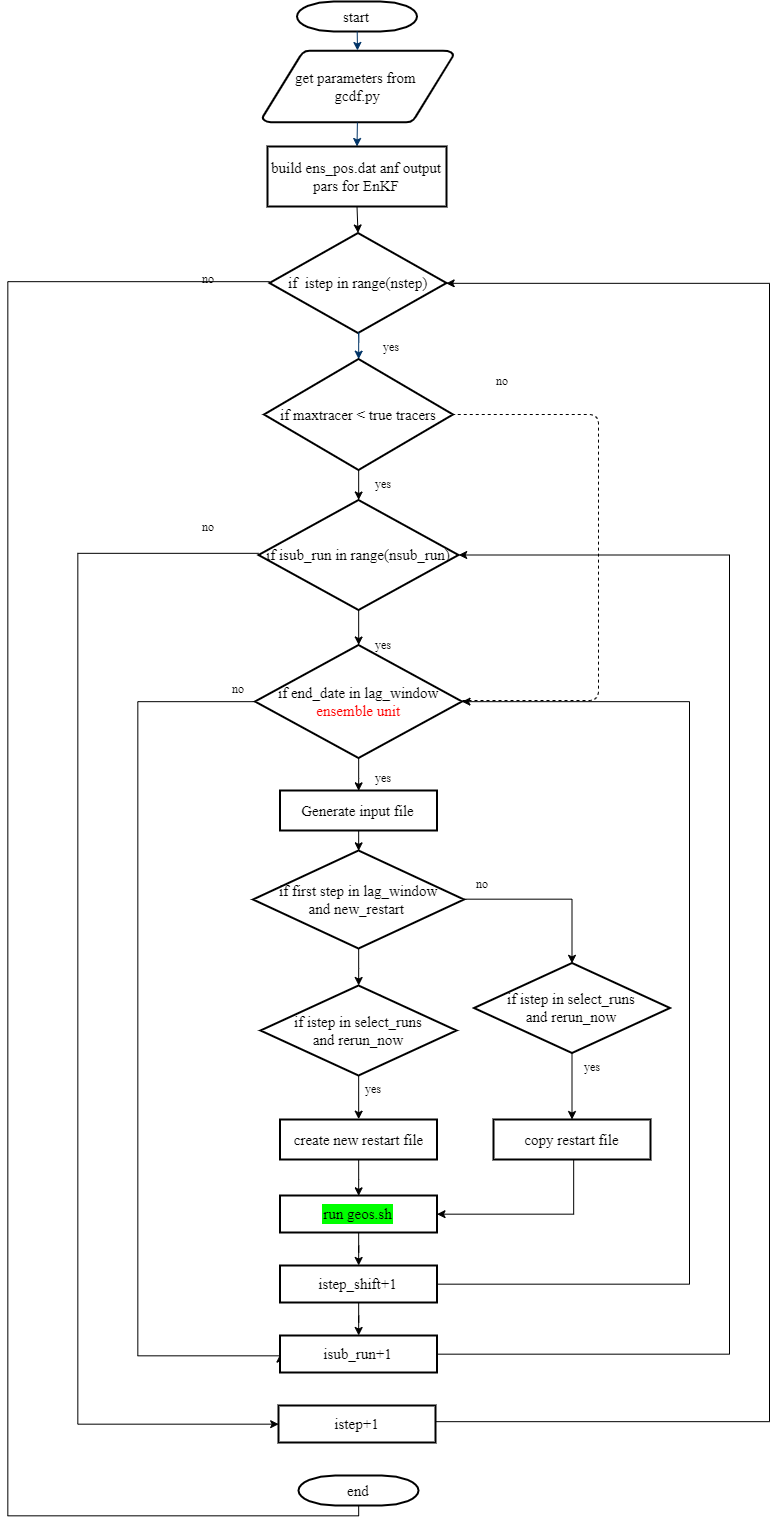 start
get parameters from
gcdf.py
build ens_pos.dat anf output
pars for EnKF
no
if istep in range(nstep)
yes
no
if maxtracer < true tracers
yes
no
if isub_run in range(nsub_run)
yes
no
if end_date in lag_window
ensemble unit
yes
Generate input file
no
if first step in lag_window
and new_restart
if istep in select_runs
and rerun_now
if istep in select_runs
and rerun_now
yes
yes
create new restart file
copy restart file
run geos.sh
istep_shift+1
isub_run+1
istep+1
end